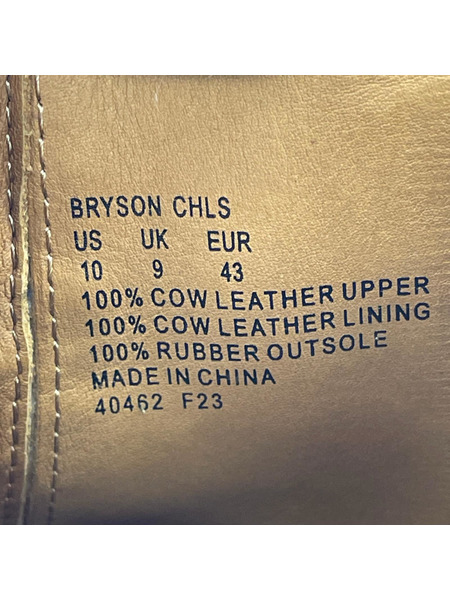 BRYSON CHLS
US UK EUR
10 9 43
100% COW LEATHER UPPER
100% COW LEATHER LINING
100% RUBBER OUTSOLE
MADE IN CHINA
40462 F23